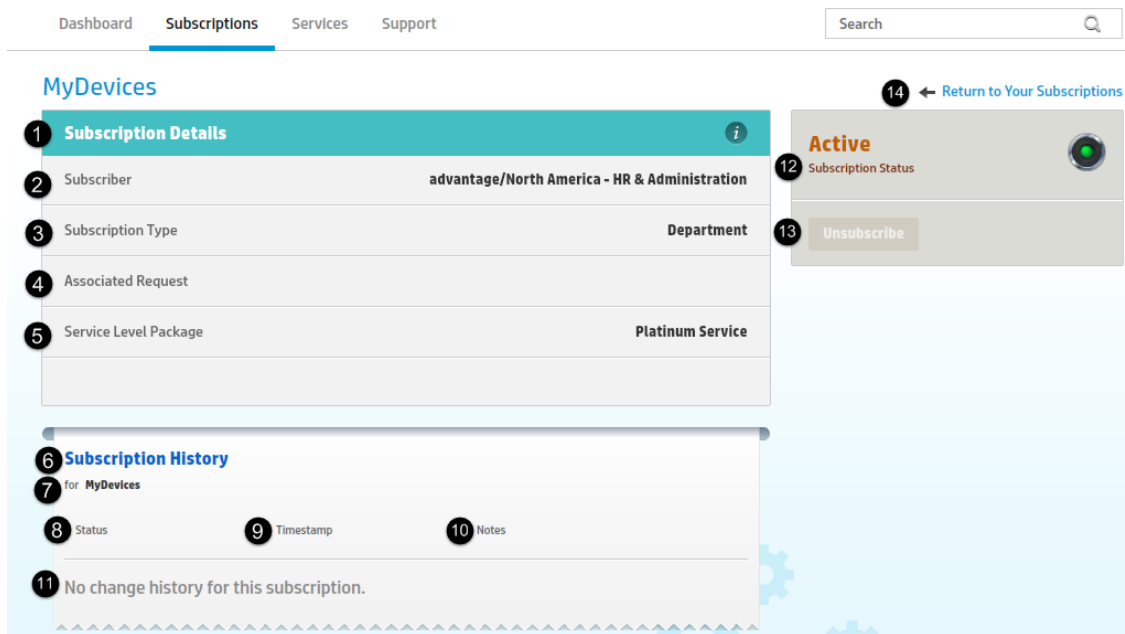 Dashboard Subscriptions Services Support Search
MyDevices
14 Return to Your Subscriptions
1 Subscription Details i
2 Subscriber advantage/North America - HR & Administration
3 Subscription Type Department
4 Associated Request
5 Service Level Package Platinum Service
Active
12 Subscription Status
13 Unsubscribe
6 Subscription History
7 for MyDevices
8 Status 9 Timestamp 10 Notes
11 No change history for this subscription.